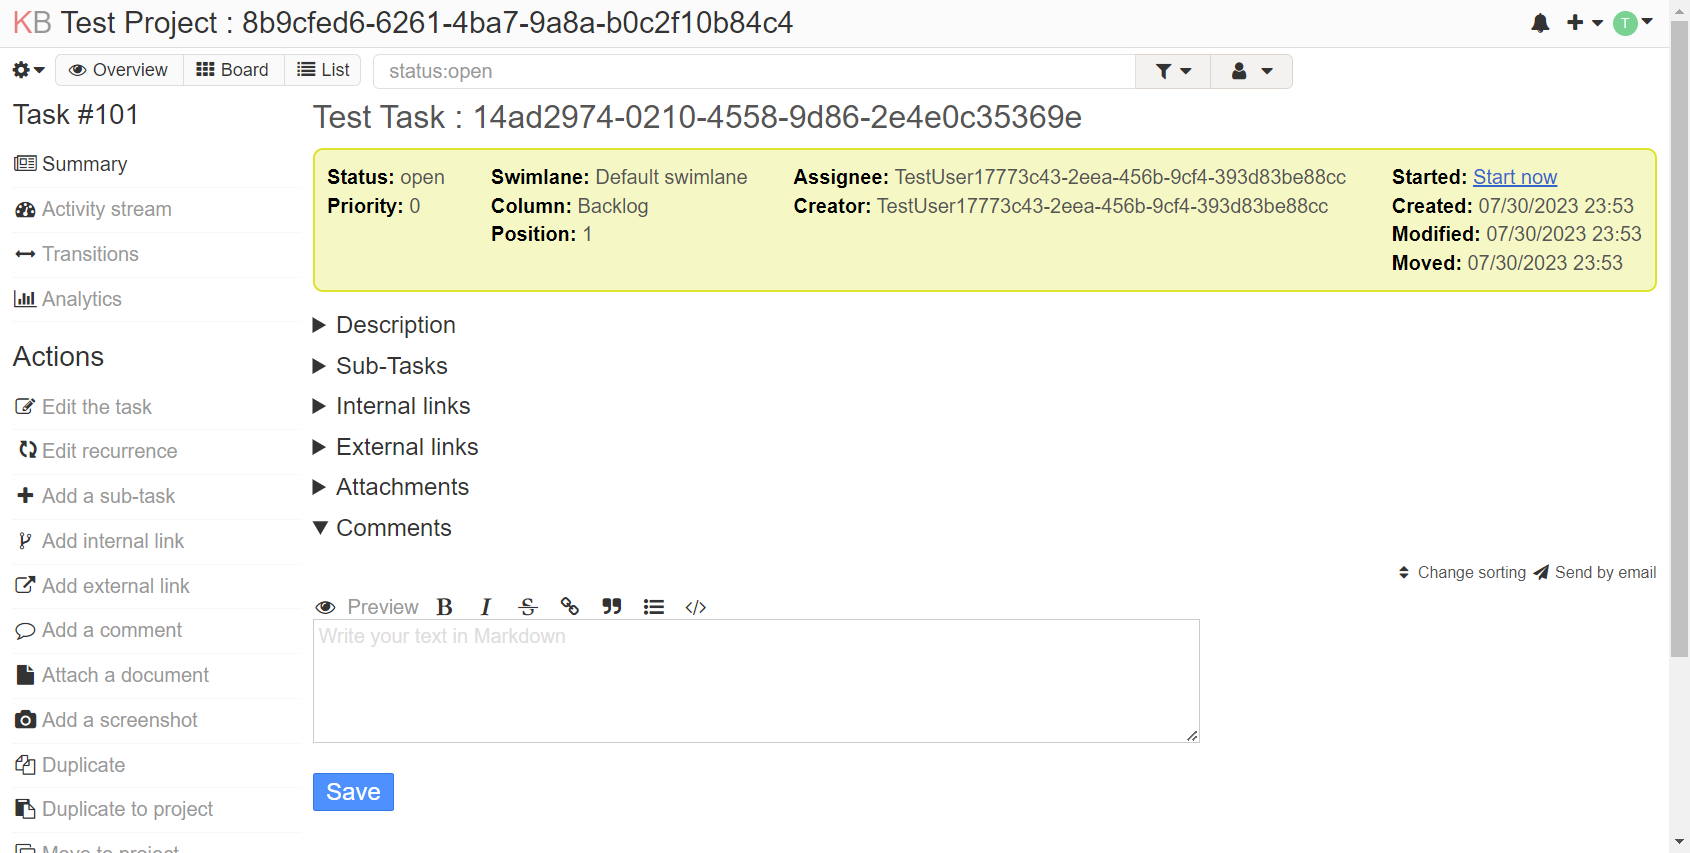 KB Test Project : 8b9cfed6-6261-4ba7-9a8a-b0c2f10b84c4
T
Overview Board List status:open
Task #101
Summary
Activity stream
Transitions
Analytics
Actions
Edit the task
Edit recurrence
Add a sub-task
Add internal link
Add external link
Add a comment
Attach a document
Add a screenshot
Duplicate
Duplicate to project
Move to project
Test Task : 14ad2974-0210-4558-9d86-2e4e0c35369e
Status: open
Priority: 0
Swimlane: Default swimlane
Column: Backlog
Position: 1
Assignee: TestUser17773c43-2eea-456b-9cf4-393d83be88cc
Creator: TestUser17773c43-2eea-456b-9cf4-393d83be88cc
Started: Start now
Created: 07/30/2023 23:53
Modified: 07/30/2023 23:53
Moved: 07/30/2023 23:53
Description
Sub-Tasks
Internal links
External links
Attachments
Comments
Change sorting Send by email
Preview B I S </>
Write your text in Markdown
Save